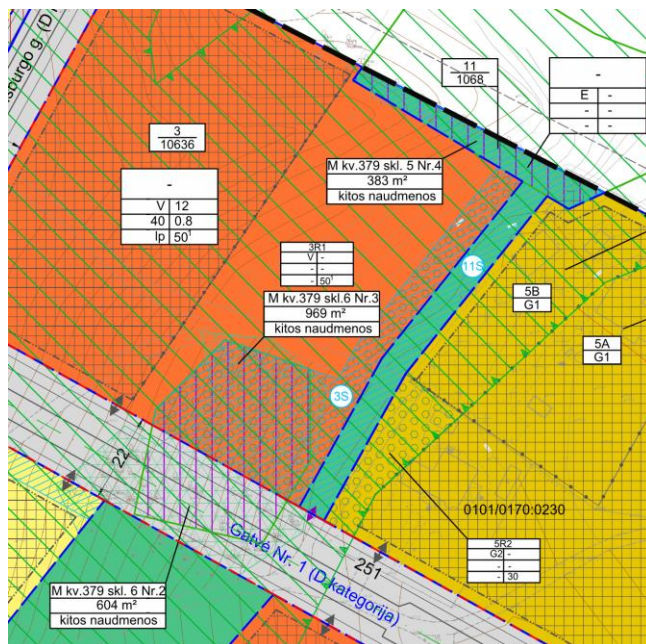 sburgo g. (D
11
1068
-
E -
- -
- -
3
10636
-
V 12
40 0.8
Ip 50¹
M kv.379 skl. 5 Nr.4
383 m²
kitos naudmenos
3R1
V -
- -
- 50¹
M kv.379 skl.6 Nr.3
969 m²
kitos naudmenos
11S
5B
G1
5A
G1
3S
22
0101/0170:0230
5R2
G2 -
- -
- 30
Gatvė Nr. 1 (D kategorija)
251
M kv.379 skl. 6 Nr.2
604 m²
kitos naudmenos